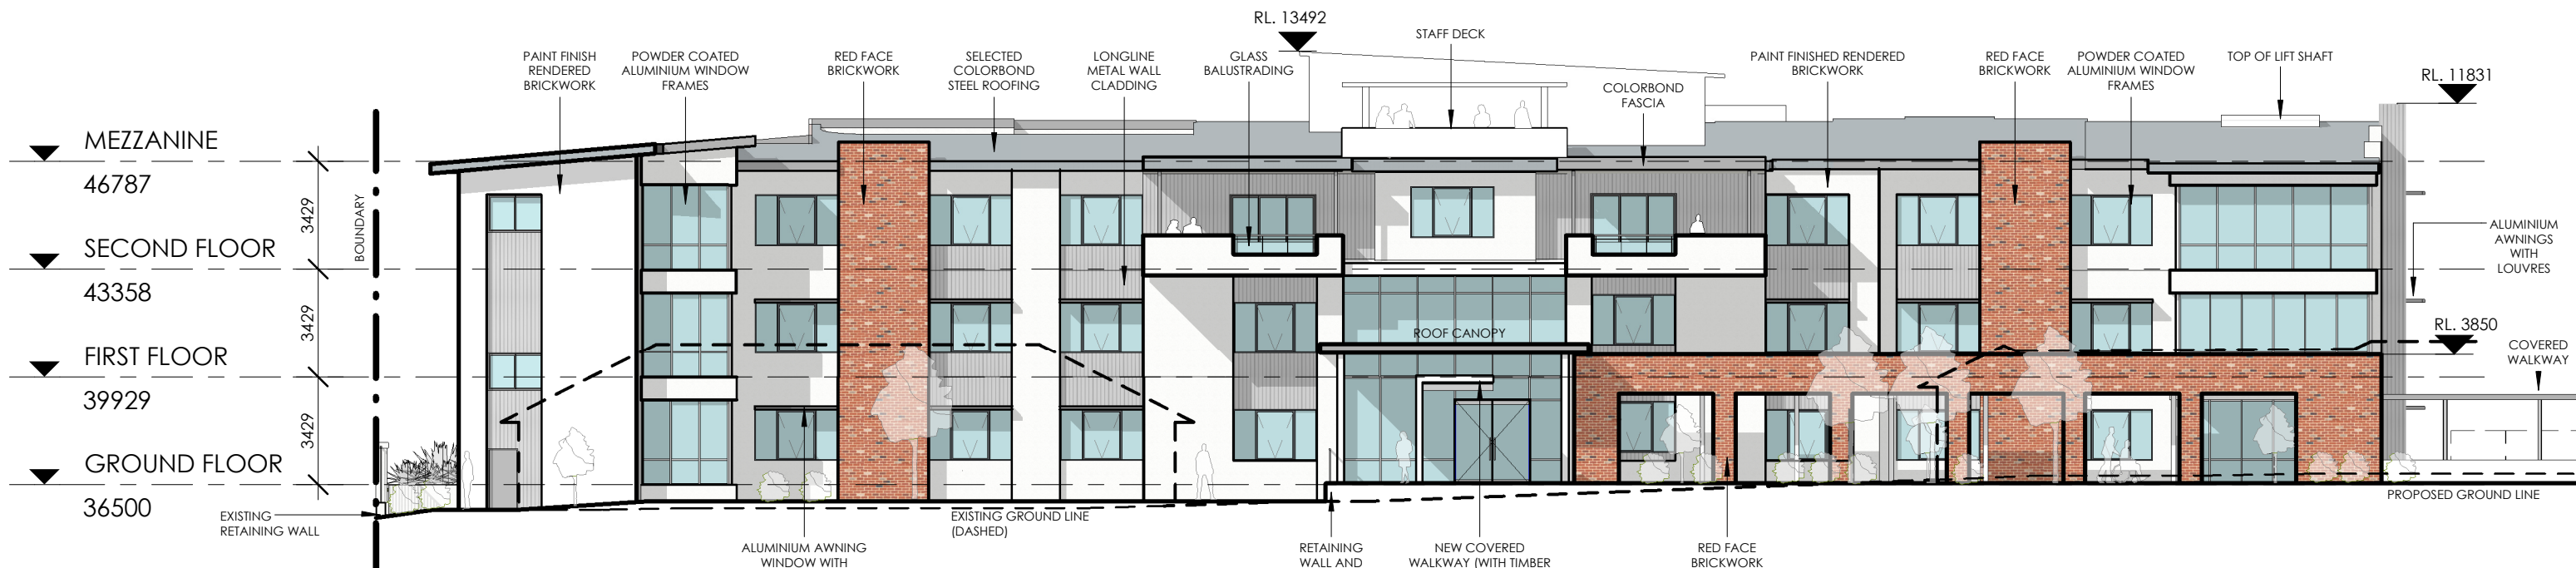 RL. 13492
STAFF DECK
PAINT FINISH
RENDERED
BRICKWORK
POWDER COATED
ALUMINIUM WINDOW
FRAMES
RED FACE
BRICKWORK
SELECTED
COLORBOND
STEEL ROOFING
LONGLINE
METAL WALL
CLADDING
GLASS
BALUSTRADING
COLORBOND
FASCIA
PAINT FINISHED RENDERED
BRICKWORK
RED FACE
BRICKWORK
POWDER COATED
ALUMINIUM WINDOW
FRAMES
TOP OF LIFT SHAFT
RL. 11831
MEZZANINE
46787
3429
BOUNDARY
SECOND FLOOR
43358
3429
ALUMINIUM
AWNINGS
WITH
LOUVRES
ROOF CANOPY
RL. 3850
COVERED
WALKWAY
FIRST FLOOR
39929
3429
GROUND FLOOR
36500
EXISTING
RETAINING WALL
EXISTING GROUND LINE
(DASHED)
PROPOSED GROUND LINE
ALUMINIUM AWNING
WINDOW WITH
RETAINING
WALL AND
NEW COVERED
WALKWAY (WITH TIMBER
RED FACE
BRICKWORK